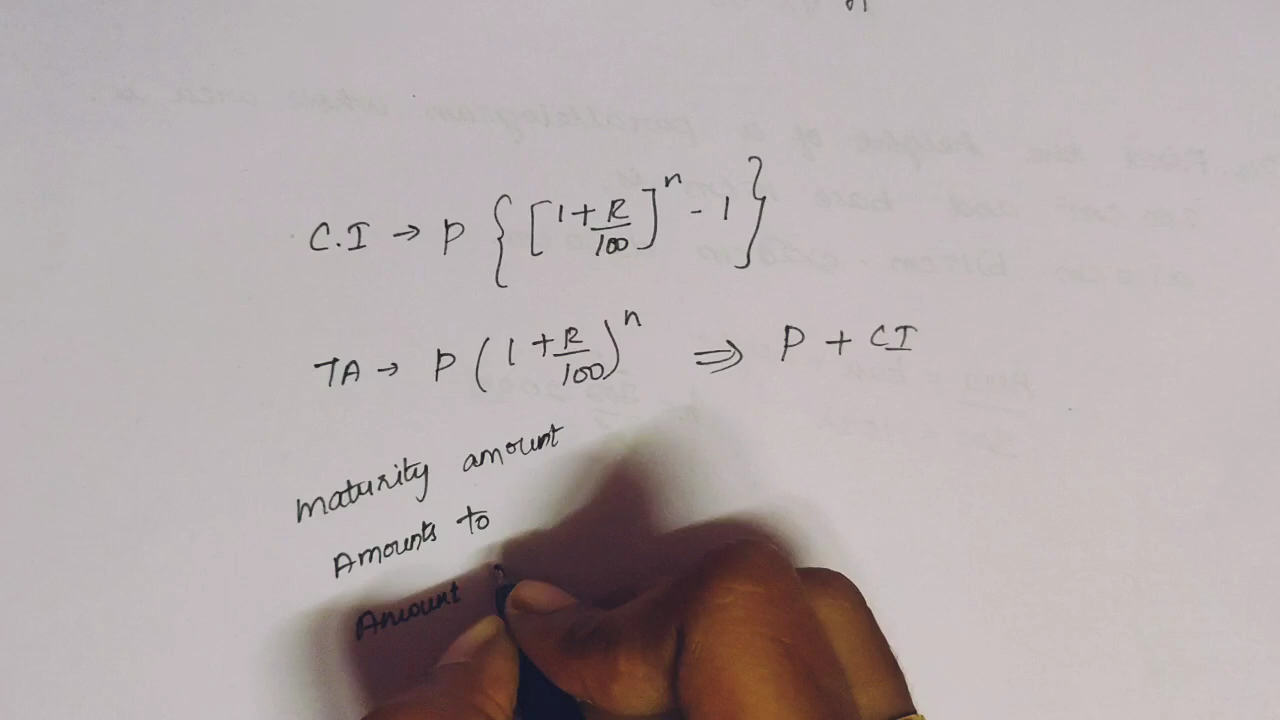 C.I → P { [1 + R/100]^n - 1 }
TA → P (1 + R/100)^n ⇒ P + CI
maturity amount
Amounts to
Amount